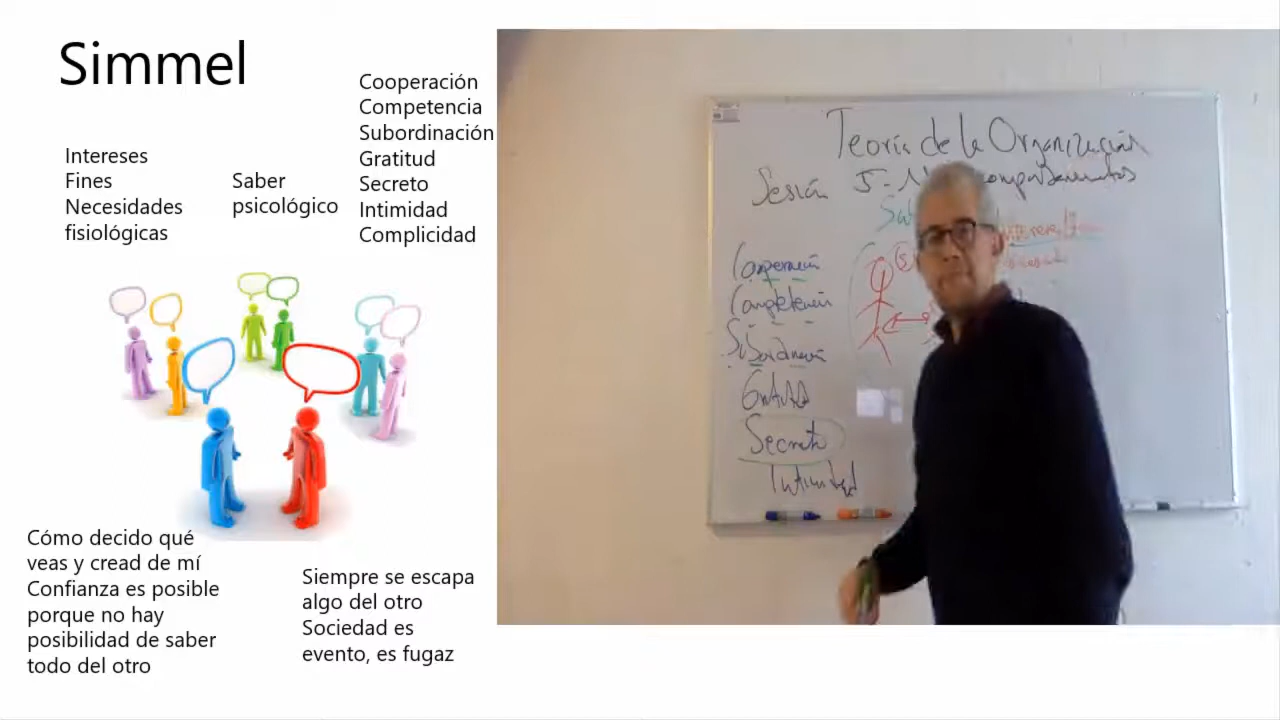 Simmel
Intereses
Fines
Necesidades
fisiológicas
Saber
psicológico
Cooperación
Competencia
Subordinación
Gratitud
Secreto
Intimidad
Complicidad
Cómo decido qué
veas y cread de mí
Confianza es posible
porque no hay
posibilidad de saber
todo del otro
Siempre se escapa
algo del otro
Sociedad es
evento, es fugaz
Teoría de la Organización
Sesión 5-
Cooperación
Competencia
Subordinación
Gratitud
Secreto
Intimidad